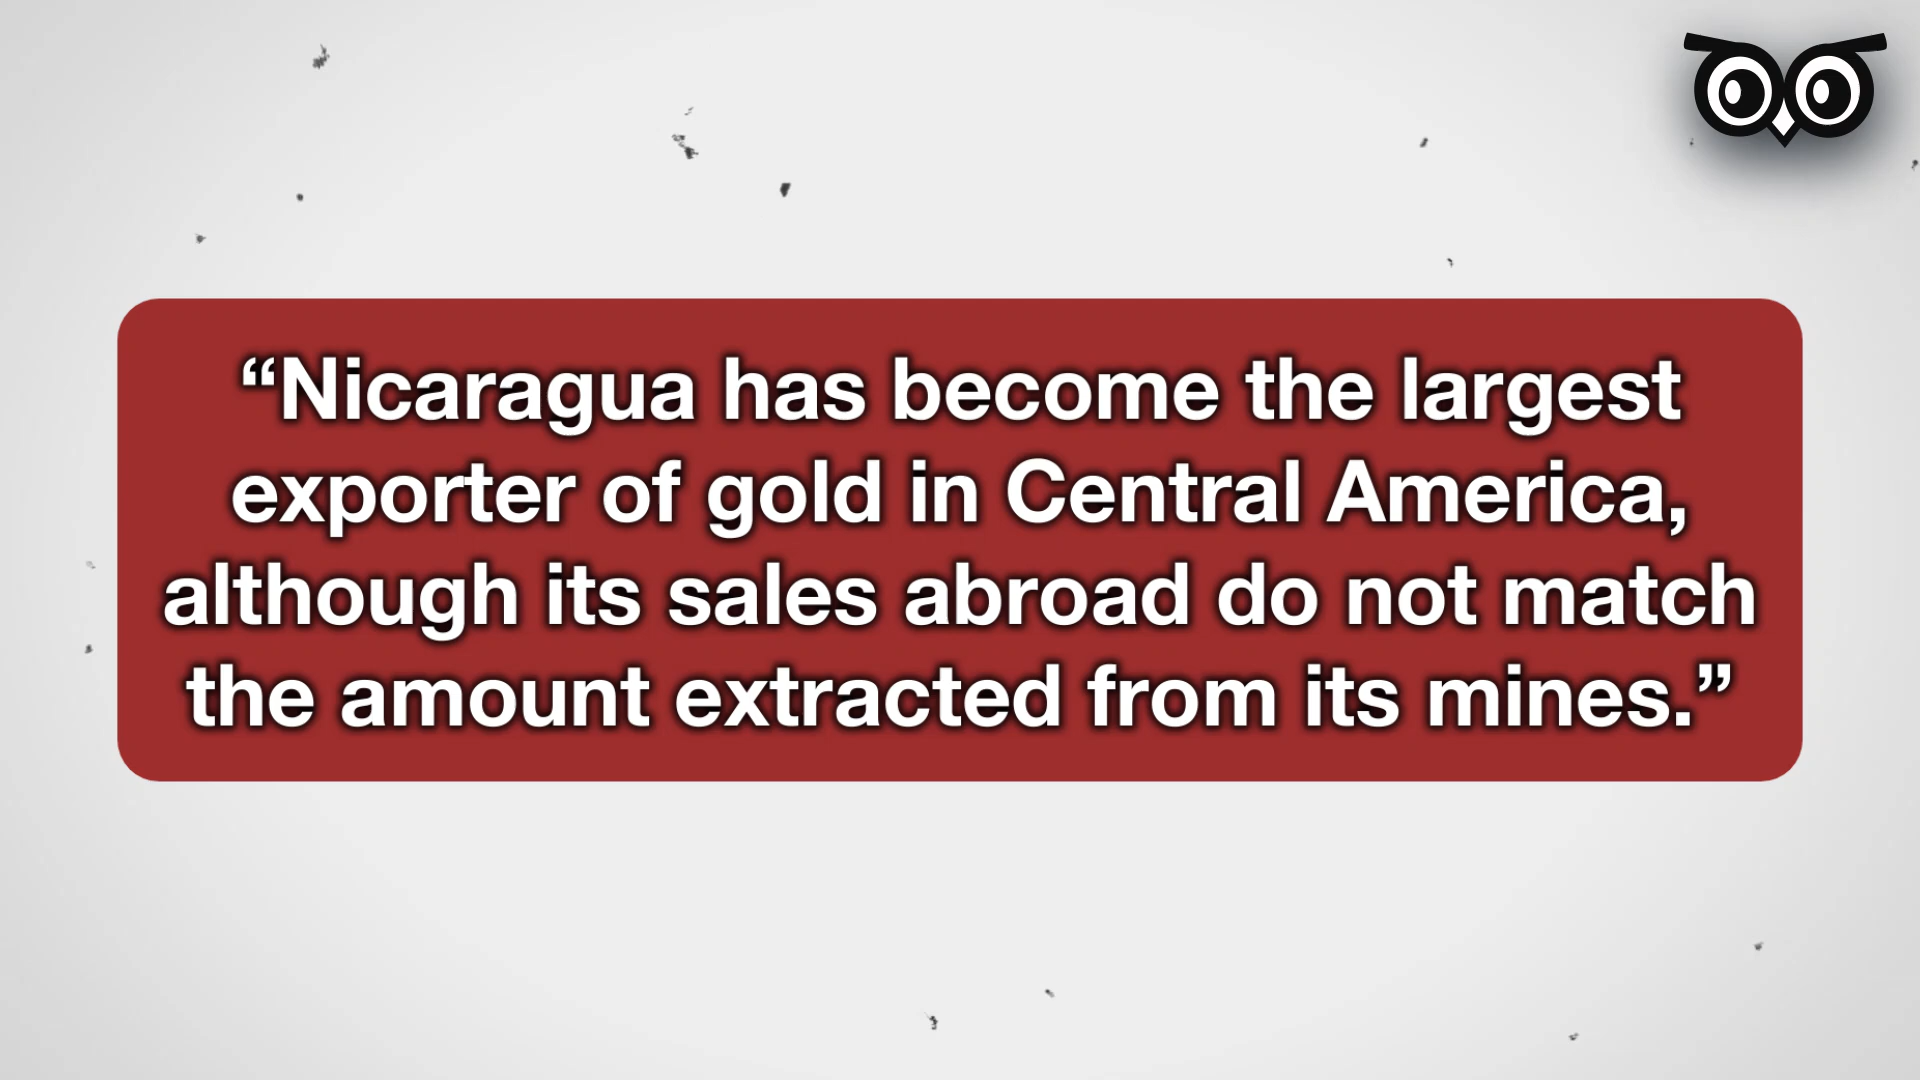 “Nicaragua has become the largest
exporter of gold in Central America,
although its sales abroad do not match
the amount extracted from its mines.”